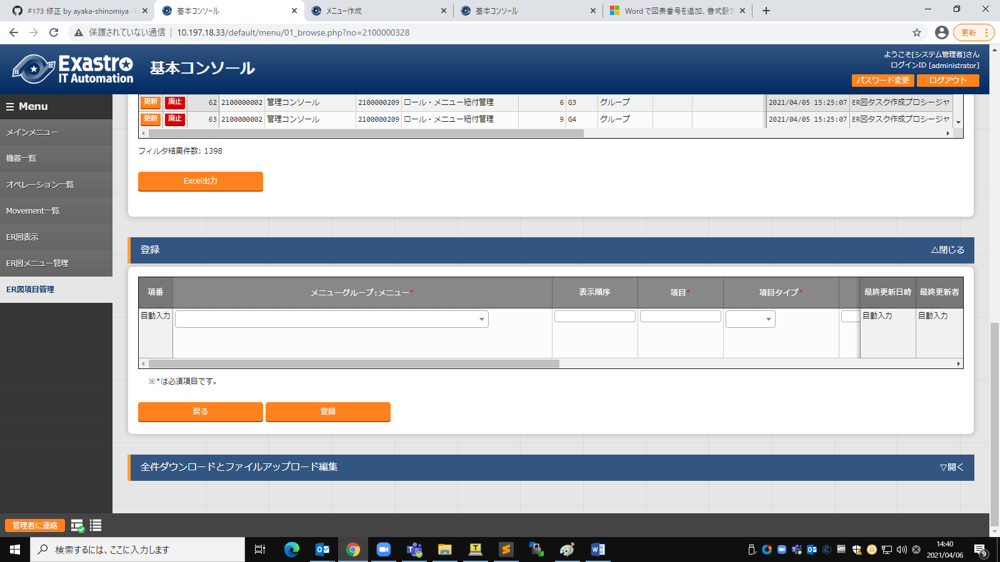 #173 修正 by ayaka-shinomiya ·
基本コンソール
メニュー作成
基本コンソール
Word で図表番号を追加、書式設定
保護されていない通信
10.197.18.33/default/menu/01_browse.php?no=2100000328
更新
Exastro
IT Automation
基本コンソール
ようこそ[システム管理者]さん
ログインID [administrator]
パスワード変更
ログアウト
Menu
メインメニュー
機器一覧
オペレーション一覧
Movement一覧
ER図表示
ER図メニュー管理
ER図項目管理
更新 廃止 62 2100000002 管理コンソール 2100000209 ロール・メニュー紐付管理 6 G3 グループ 2021/04/05 15:25:07 ER図タスク作成プロシージャ
更新 廃止 63 2100000002 管理コンソール 2100000209 ロール・メニュー紐付管理 9 G4 グループ 2021/04/05 15:25:07 ER図タスク作成プロシージャ
フィルタ結果件数: 1398
Excel出力
登録
△閉じる
項番 メニューグループ:メニュー* 表示順序 項目* 項目タイプ* 最終更新日時 最終更新者
自動入力 自動入力 自動入力
※*は必須項目です。
戻る
登録
全件ダウンロードとファイルアップロード編集
▽開く
管理者に連絡
検索するには、ここに入力します
14:40
2021/04/06
9